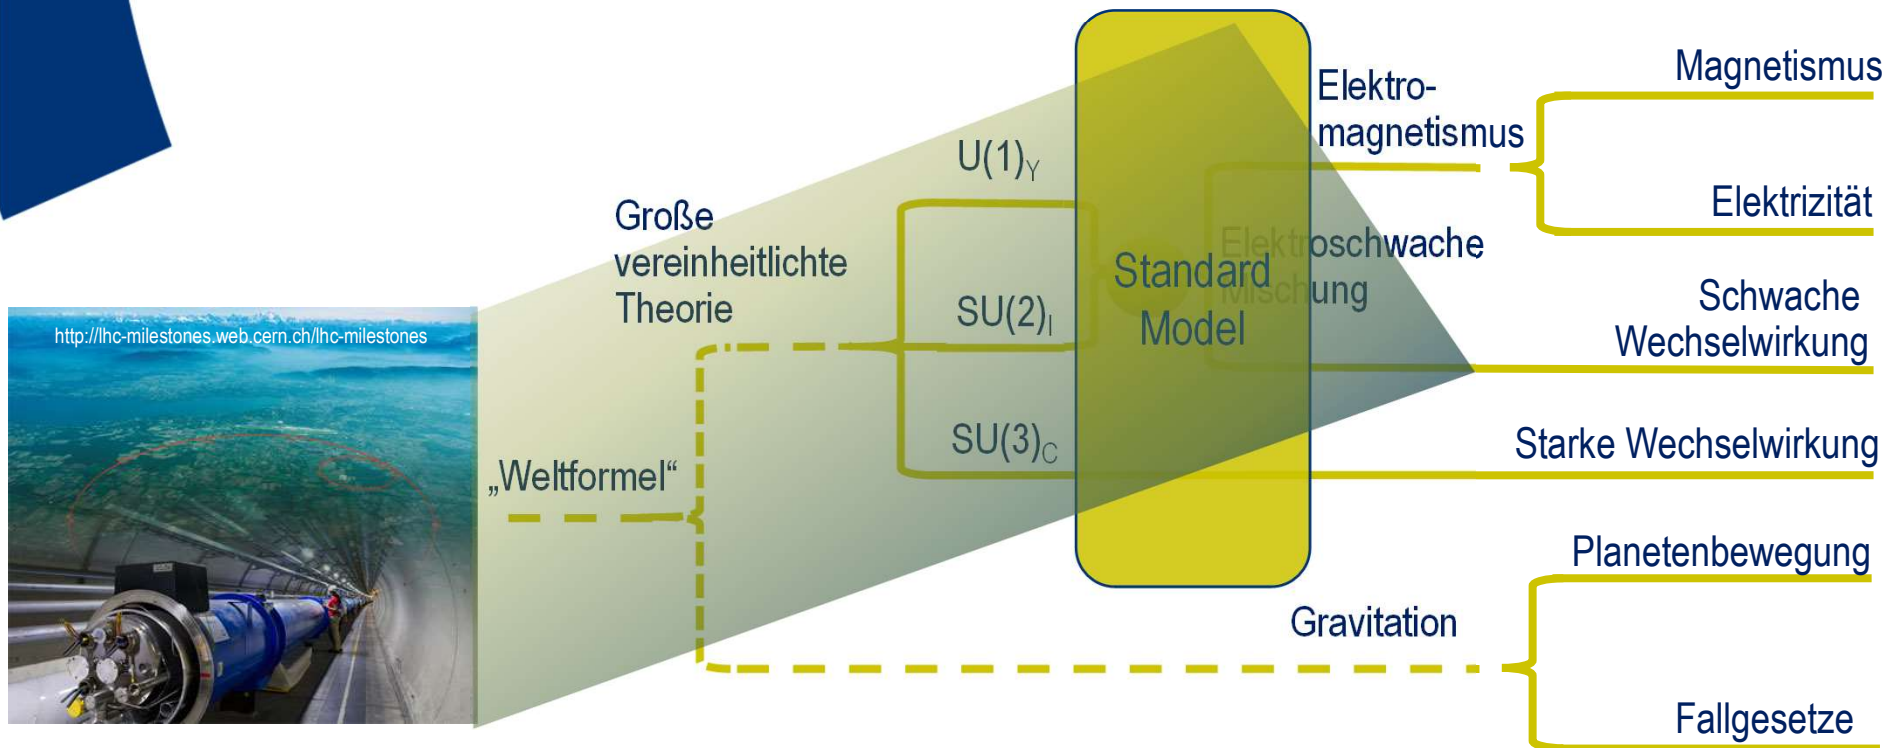 Magnetismus
Elektro-
magnetismus
U(1)Y
Elektrizität
Große
vereinheitlichte
Theorie
Elektroschwache
Mischung
Standard
Model
SU(2)I
Schwache
Wechselwirkung
http://lhc-milestones.web.cern.ch/lhc-milestones
SU(3)C
Starke Wechselwirkung
„Weltformel“
Planetenbewegung
Gravitation
Fallgesetze